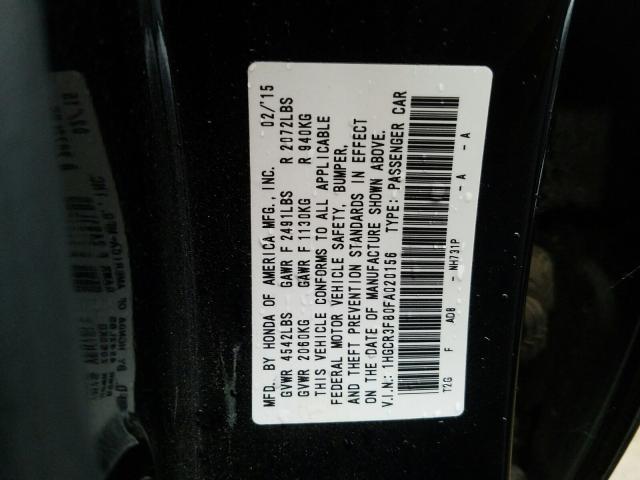 MFD. BY HONDA OF AMERICA MFG., INC. 02/'15
GVWR 4542LBS GAWR F 2491LBS R 2072LBS
GVWR 2060KG GAWR F 1130KG R 940KG
THIS VEHICLE CONFORMS TO ALL APPLICABLE
FEDERAL MOTOR VEHICLE SAFETY, BUMPER,
AND THEFT PREVENTION STANDARDS IN EFFECT
ON THE DATE OF MANUFACTURE SHOWN ABOVE.
V.I.N.: 1HGCR3F80FA020156 TYPE: PASSENGER CAR
T2G F AD8 NH731P - A - A